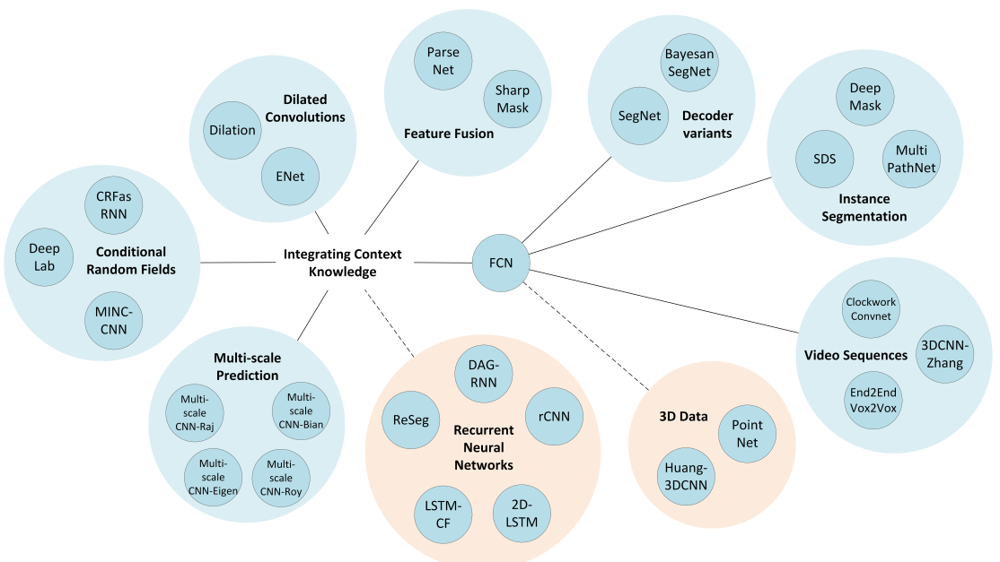 Parse
Net
Sharp
Mask
Feature Fusion
Bayesan
SegNet
SegNet
Decoder
variants
Dilated
Convolutions
Dilation
ENet
Deep
Mask
SDS
Multi
PathNet
Instance
Segmentation
CRFas
RNN
Deep
Lab
Conditional
Random Fields
MINC-
CNN
Integrating Context
Knowledge
FCN
Clockwork
Convnet
Video Sequences
3DCNN-
Zhang
End2End
Vox2Vox
Multi-scale
Prediction
Multi-
scale
CNN-Raj
Multi-
scale
CNN-Bian
Multi-
scale
CNN-Eigen
Multi-
scale
CNN-Roy
DAG-
RNN
ReSeg
rCNN
Recurrent
Neural
Networks
LSTM-
CF
2D-
LSTM
3D Data
Point
Net
Huang-
3DCNN